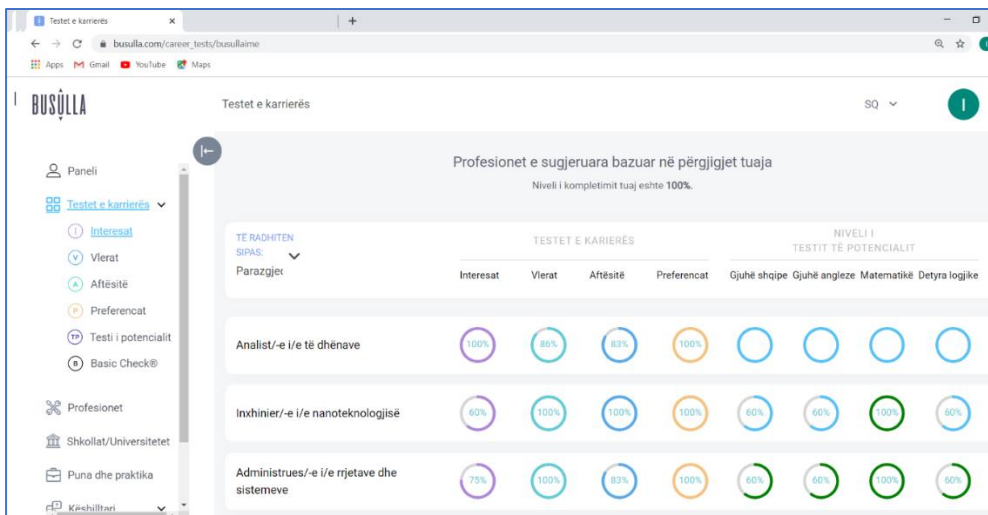 Testet e karrierës
busulla.com/career_tests/busullaime
Apps Gmail YouTube Maps
BUSULLA
Testet e karrierës
SQ
I
Paneli
Testet e karrierës
I Interesat
V Vlerat
A Aftësitë
P Preferencat
TP Testi i potencialit
B Basic Check®
Profesionet
Shkollat/Universitetet
Puna dhe praktika
Këshilltari
Profesionet e sugjeruara bazuar në përgjigjet tuaja
Niveli i kompletimit tuaj eshte 100%.
TË RADHITEN
SIPAS:
Parazgjec
TESTET E KARIERËS
NIVELI I
TESTIT TË POTENCIALIT
Interesat Vlerat Aftësitë Preferencat Gjuhë shqipe Gjuhë angleze Matematikë Detyra logjike
Analist/-e i/e të dhënave
100% 86% 83% 100%
Inxhinier/-e i/e nanoteknologjisë
60% 100% 100% 100% 60% 60% 100% 60%
Administrues/-e i/e rrjetave dhe
sistemeve
75% 100% 83% 100% 60% 60% 100% 60%